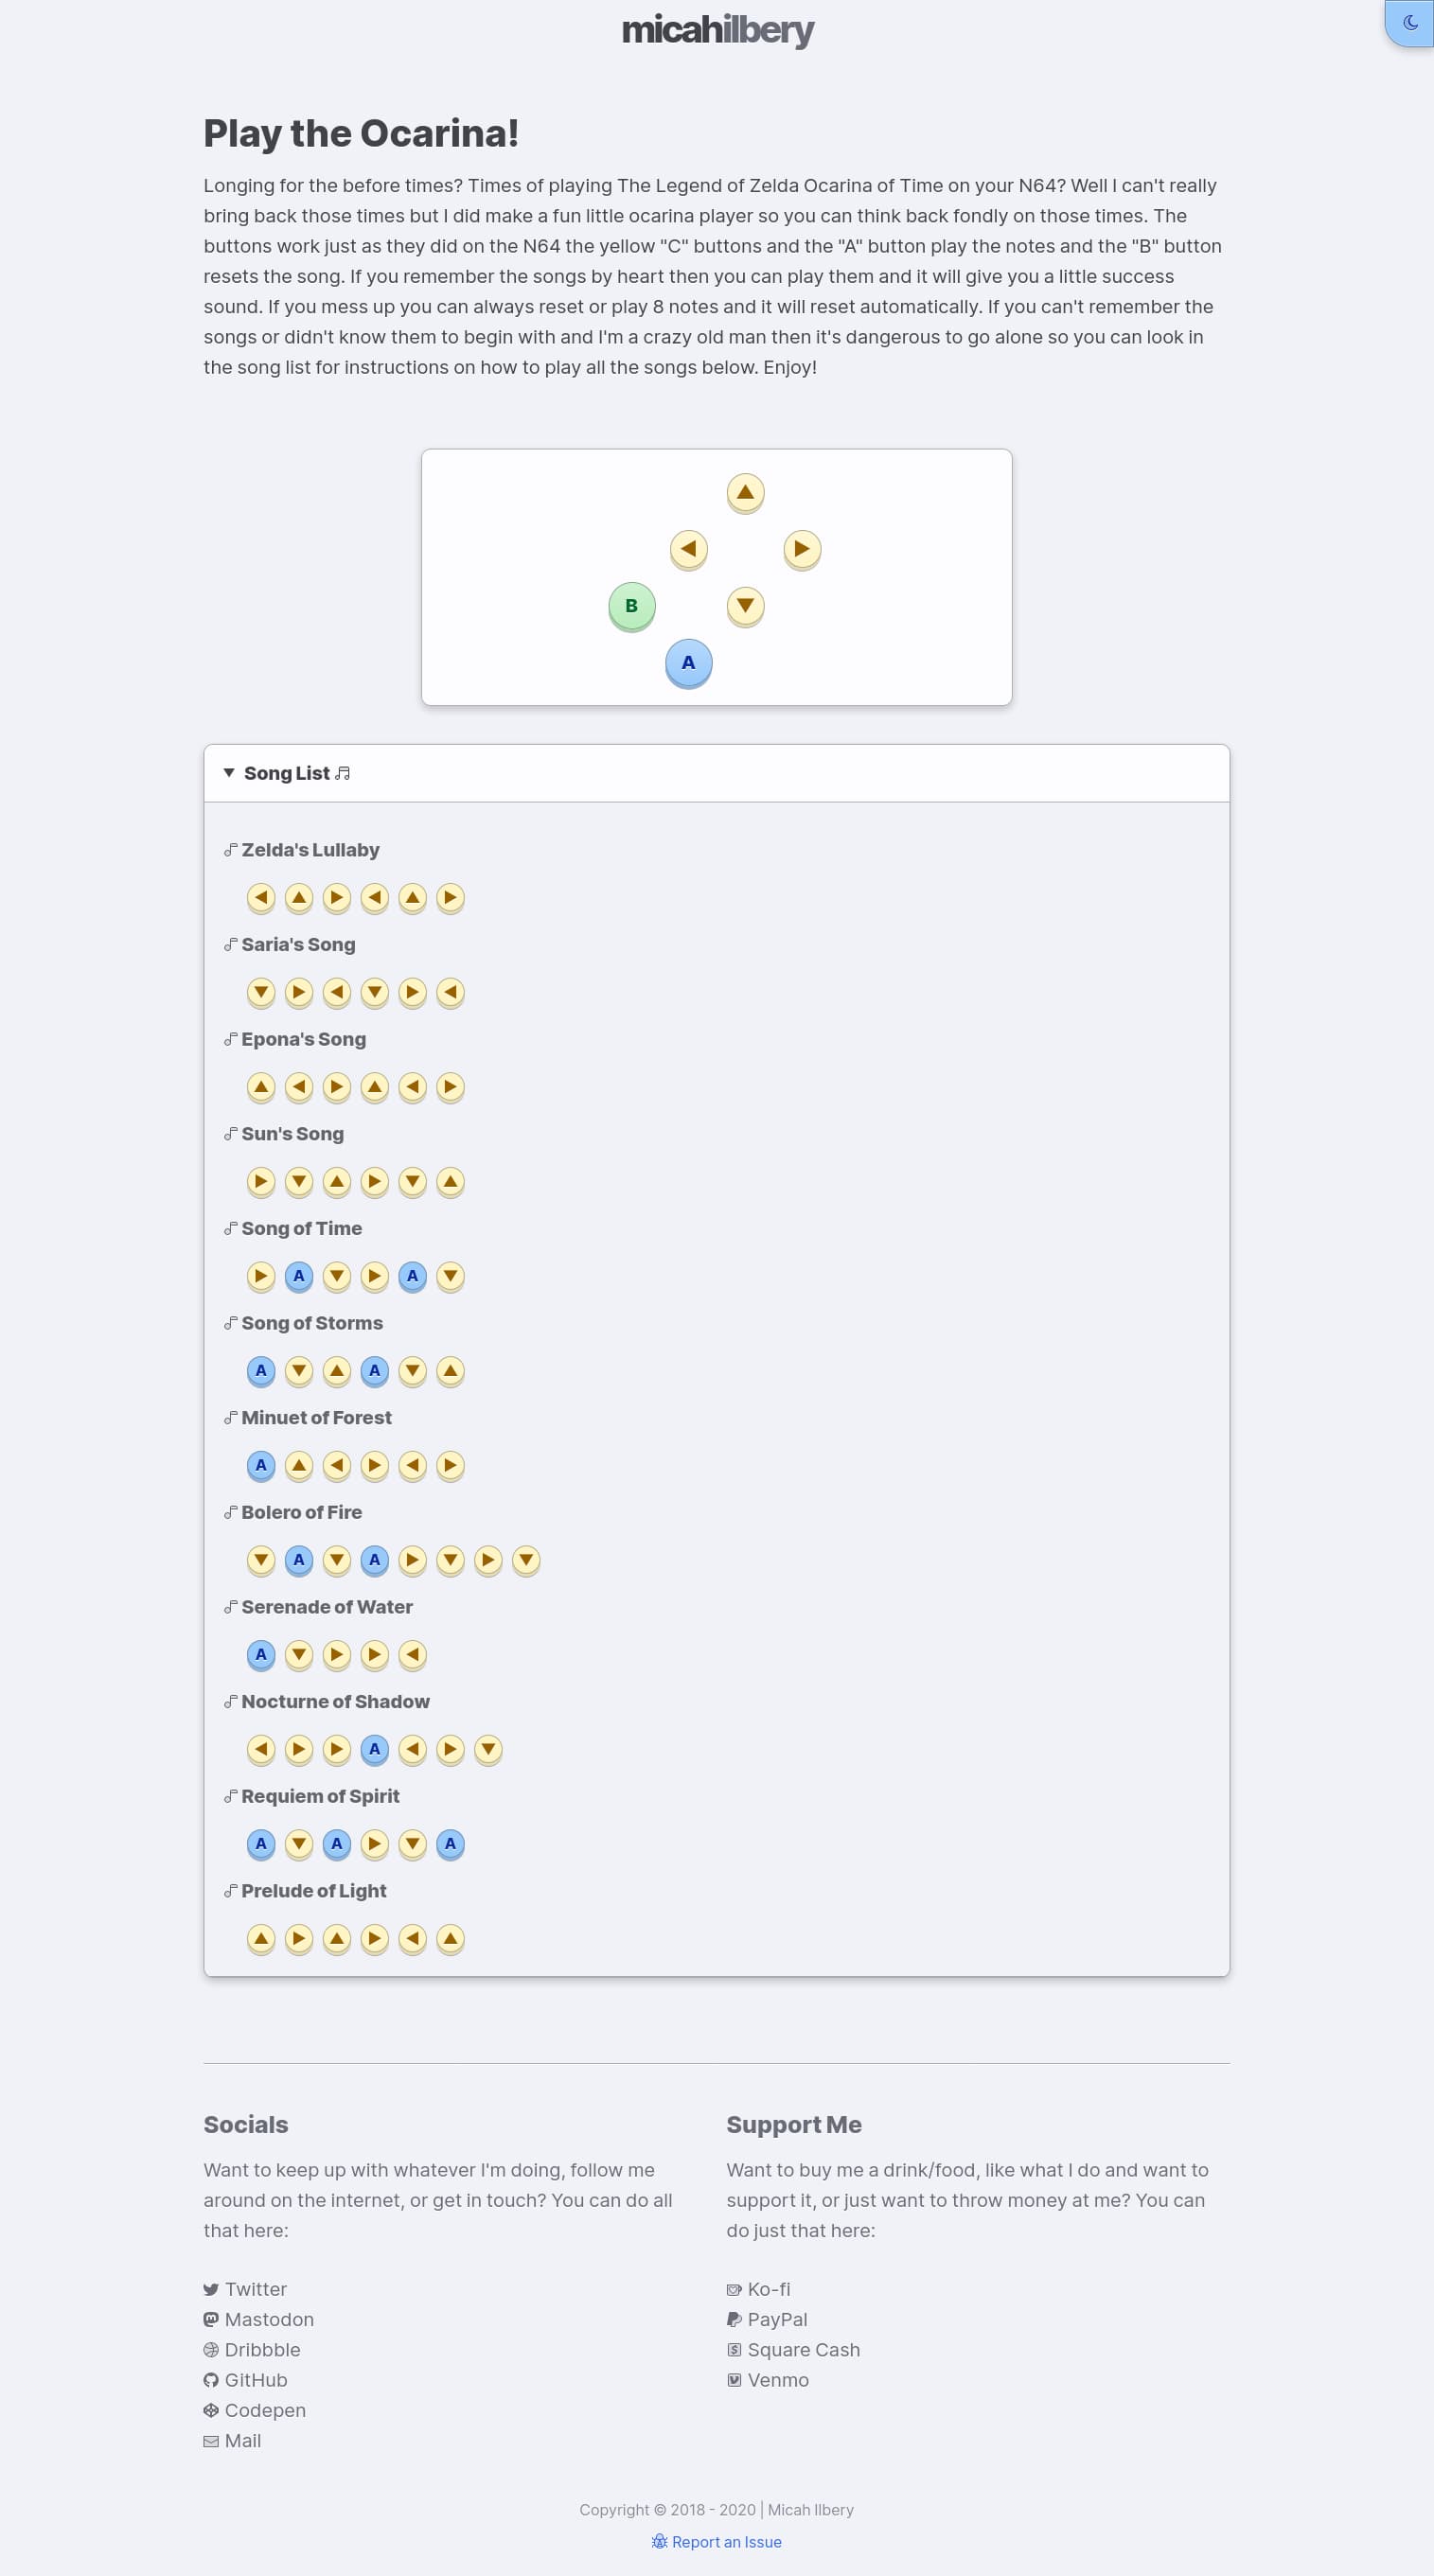 micahilbery
Play the Ocarina!
Longing for the before times? Times of playing The Legend of Zelda Ocarina of Time on your N64? Well I can't really
bring back those times but I did make a fun little ocarina player so you can think back fondly on those times. The
buttons work just as they did on the N64 the yellow "C" buttons and the "A" button play the notes and the "B" button
resets the song. If you remember the songs by heart then you can play them and it will give you a little success
sound. If you mess up you can always reset or play 8 notes and it will reset automatically. If you can't remember the
songs or didn't know them to begin with and I'm a crazy old man then it's dangerous to go alone so you can look in
the song list for instructions on how to play all the songs below. Enjoy!
▲
◀ ▶
B ▼
A
▼ Song List
Zelda's Lullaby
◀ ▲ ▶ ◀ ▲ ▶
Saria's Song
▼ ▶ ◀ ▼ ▶ ◀
Epona's Song
▲ ◀ ▶ ▲ ◀ ▶
Sun's Song
▶ ▼ ▲ ▶ ▼ ▲
Song of Time
▶ A ▼ ▶ A ▼
Song of Storms
A ▼ ▲ A ▼ ▲
Minuet of Forest
A ▲ ◀ ▶ ◀ ▶
Bolero of Fire
▼ A ▼ A ▶ ▼ ▶ ▼
Serenade of Water
A ▼ ▶ ▶ ◀
Nocturne of Shadow
◀ ▶ ▶ A ◀ ▶ ▼
Requiem of Spirit
A ▼ A ▶ ▼ A
Prelude of Light
▲ ▶ ▲ ▶ ◀ ▲
Socials
Want to keep up with whatever I'm doing, follow me
around on the internet, or get in touch? You can do all
that here:
Twitter
Mastodon
Dribbble
GitHub
Codepen
Mail
Support Me
Want to buy me a drink/food, like what I do and want to
support it, or just want to throw money at me? You can
do just that here:
Ko-fi
PayPal
Square Cash
Venmo
Copyright © 2018 - 2020 | Micah Ilbery
Report an Issue